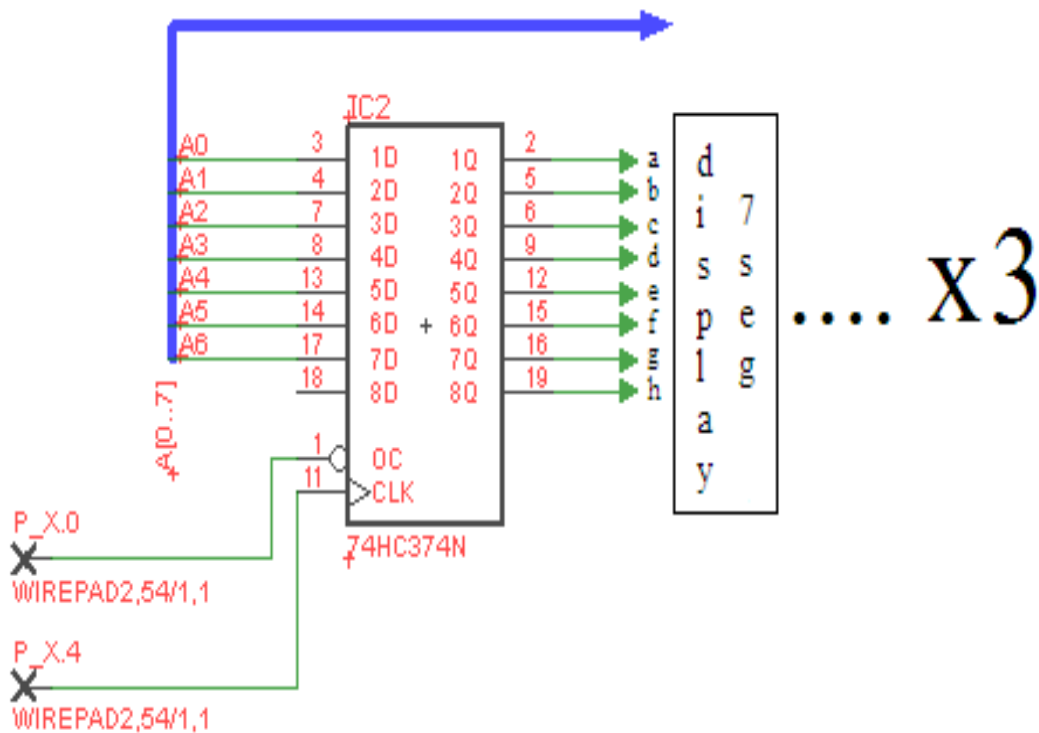 IC2
A0 3 1D 1Q 2 a
A1 4 2D 2Q 5 b
A2 7 3D 3Q 6 c
A3 8 4D 4Q 9 d
A4 13 5D 5Q 12 e
A5 14 6D 6Q 15 f
A6 17 7D 7Q 16 g
18 8D 8Q 19 h
1 OC
11 CLK
74HC374N
A[0..7]
P_X.0
WIREPAD2,54/1,1
P_X.4
WIREPAD2,54/1,1
display
7seg
.... x3